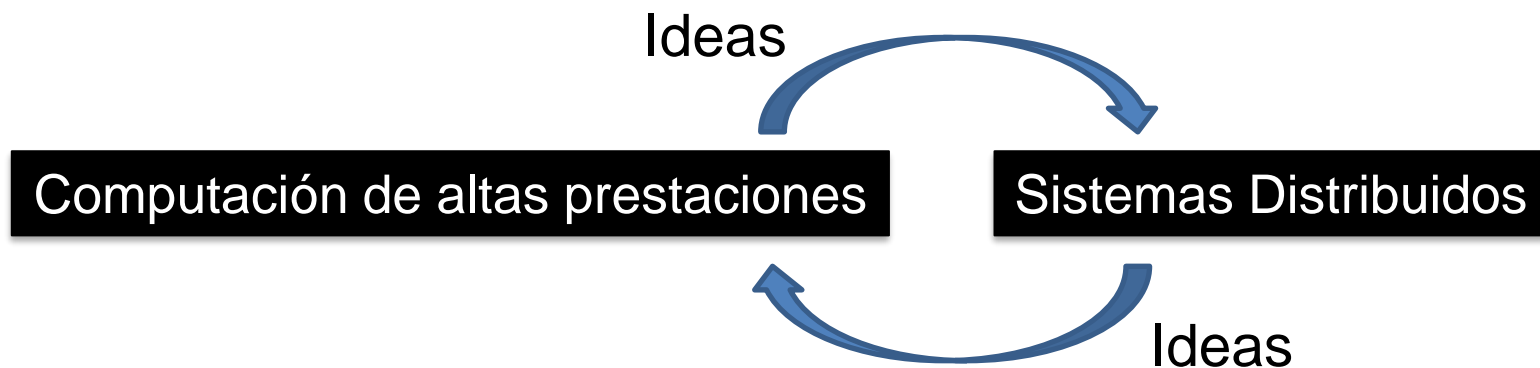 Ideas
Computación de altas prestaciones
Sistemas Distribuidos
Ideas